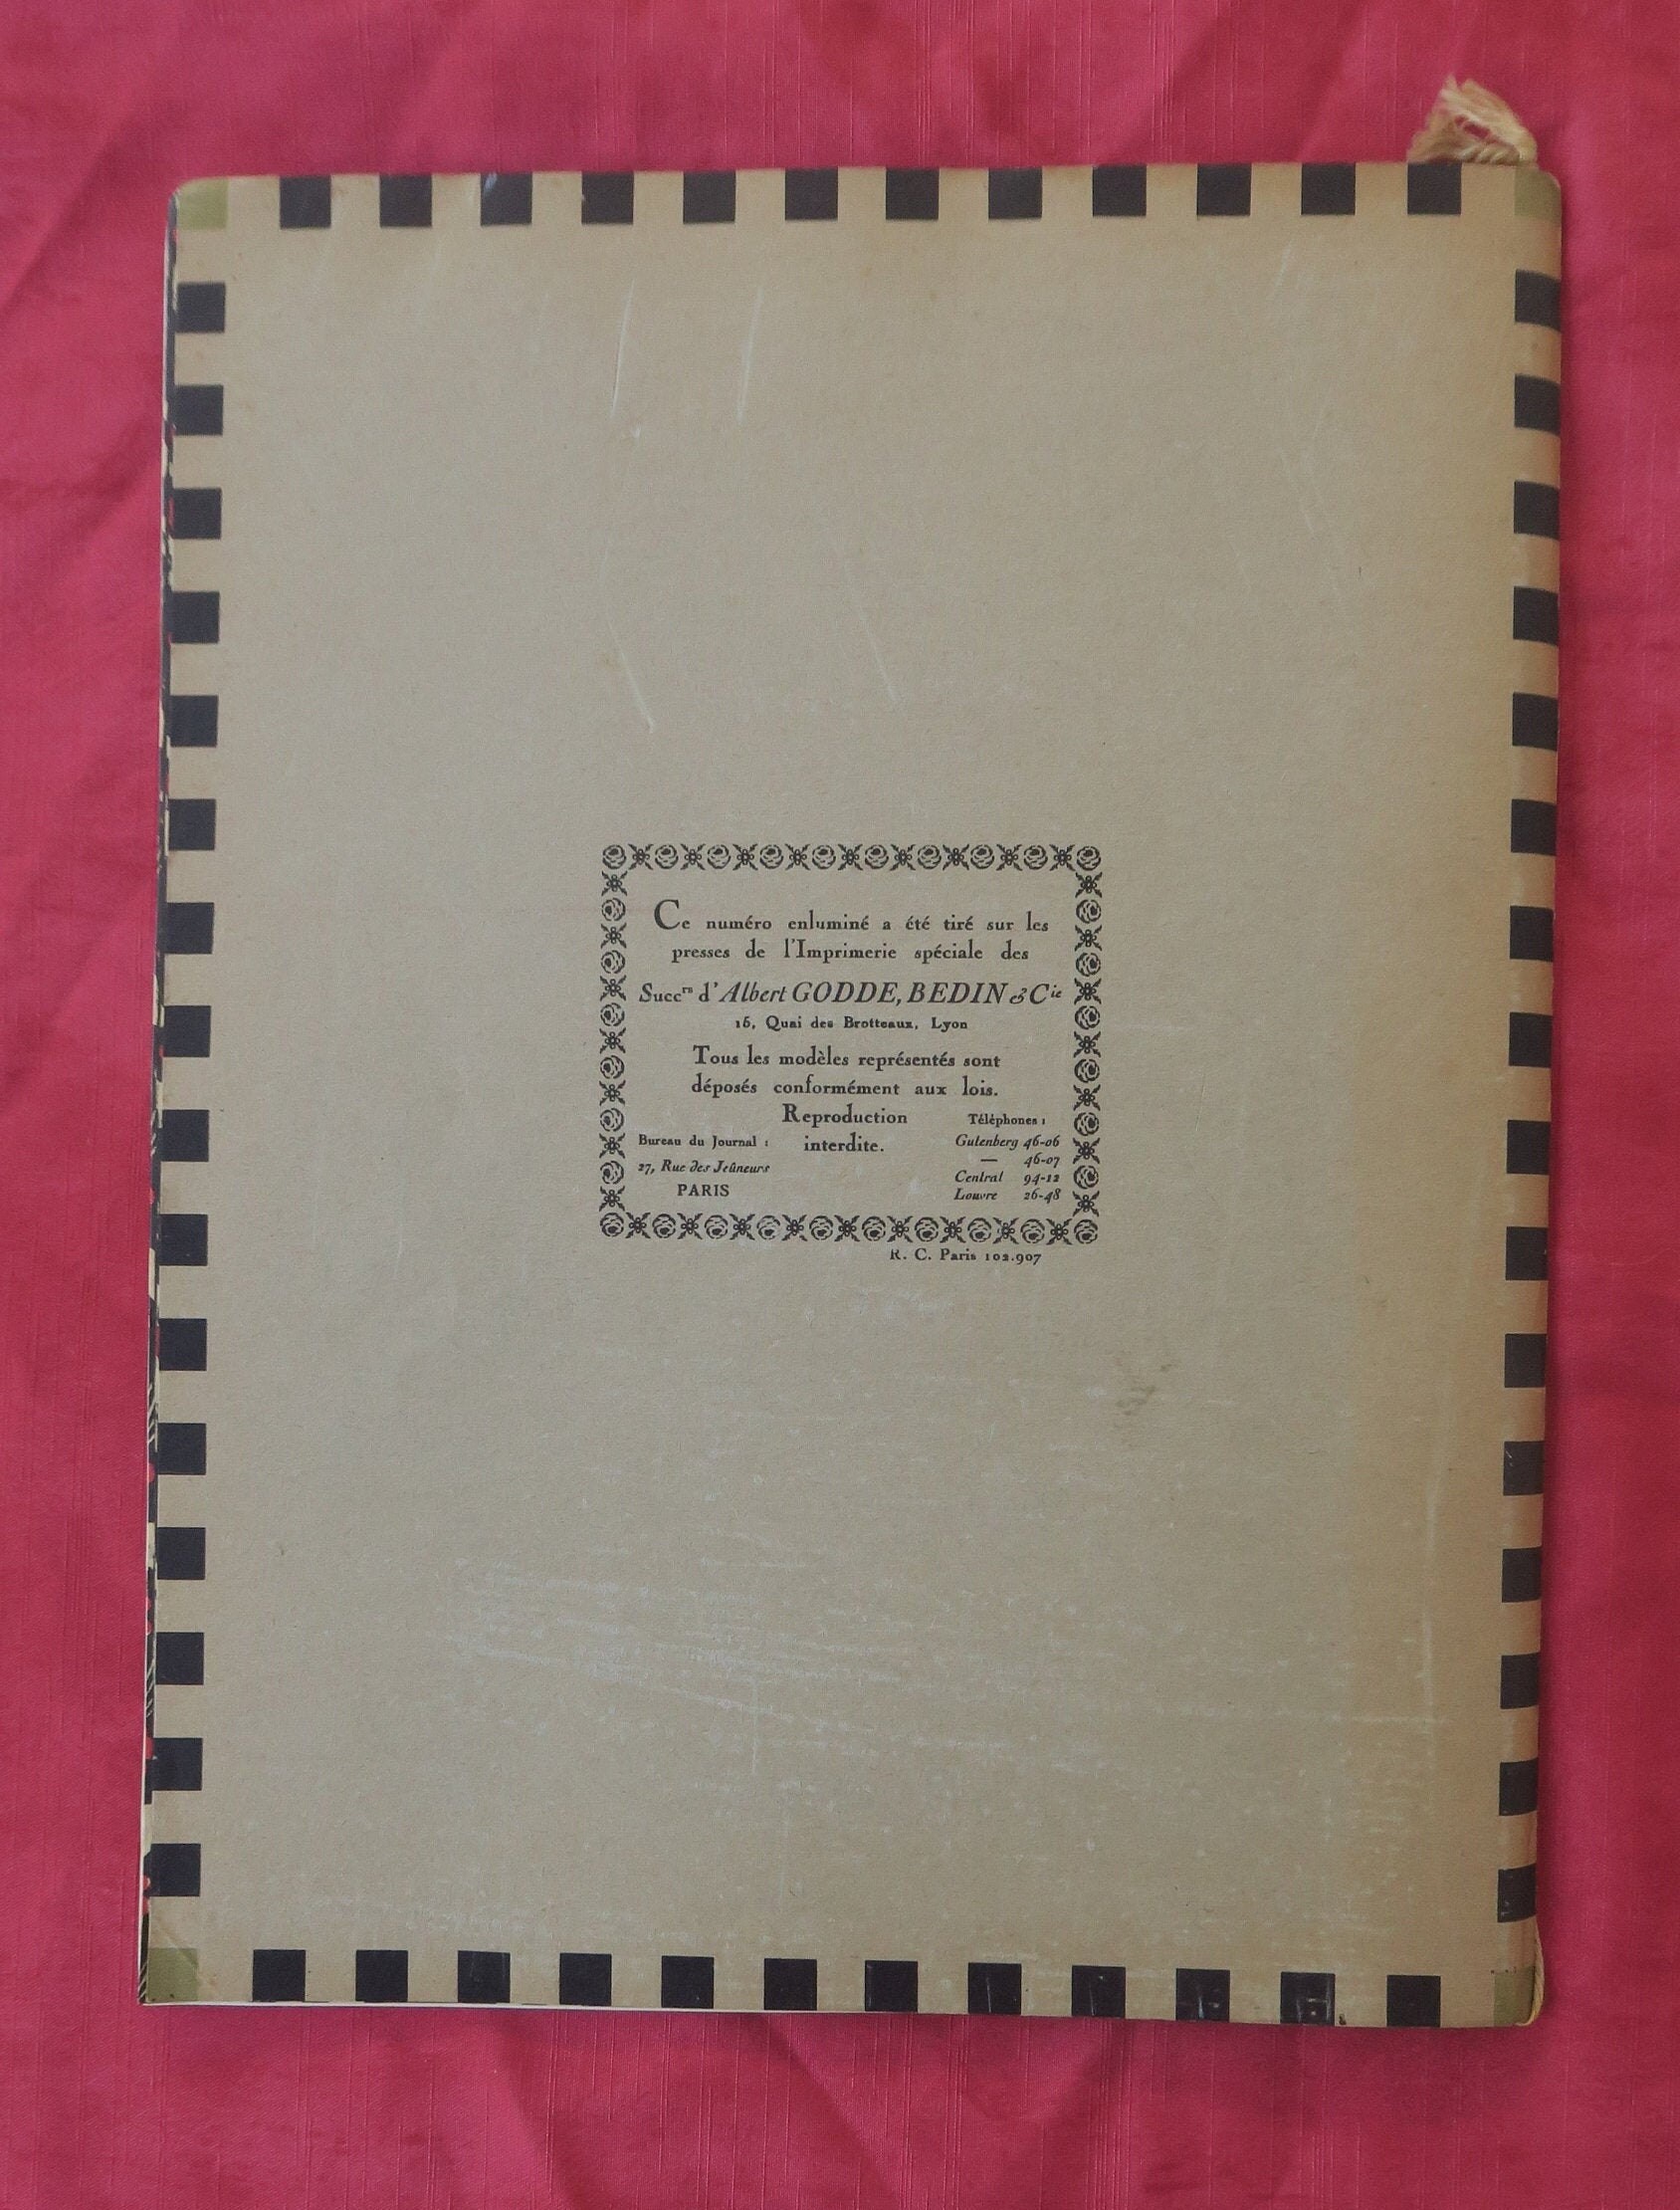 Ce numéro enluminé a été tiré sur les
presses de l'Imprimerie spéciale des
Succrs d'Albert GODDE, BEDIN & Cie
15, Quai des Brotteaux, Lyon
Tous les modèles représentés sont
déposés conformément aux lois.
Reproduction
interdite.
Bureau du Journal :
27, Rue des Jeûneurs
PARIS
Téléphones :
Gutenberg 46-06
— 46-07
Central 94-12
Louvre 26-48
R. C. Paris 102.907